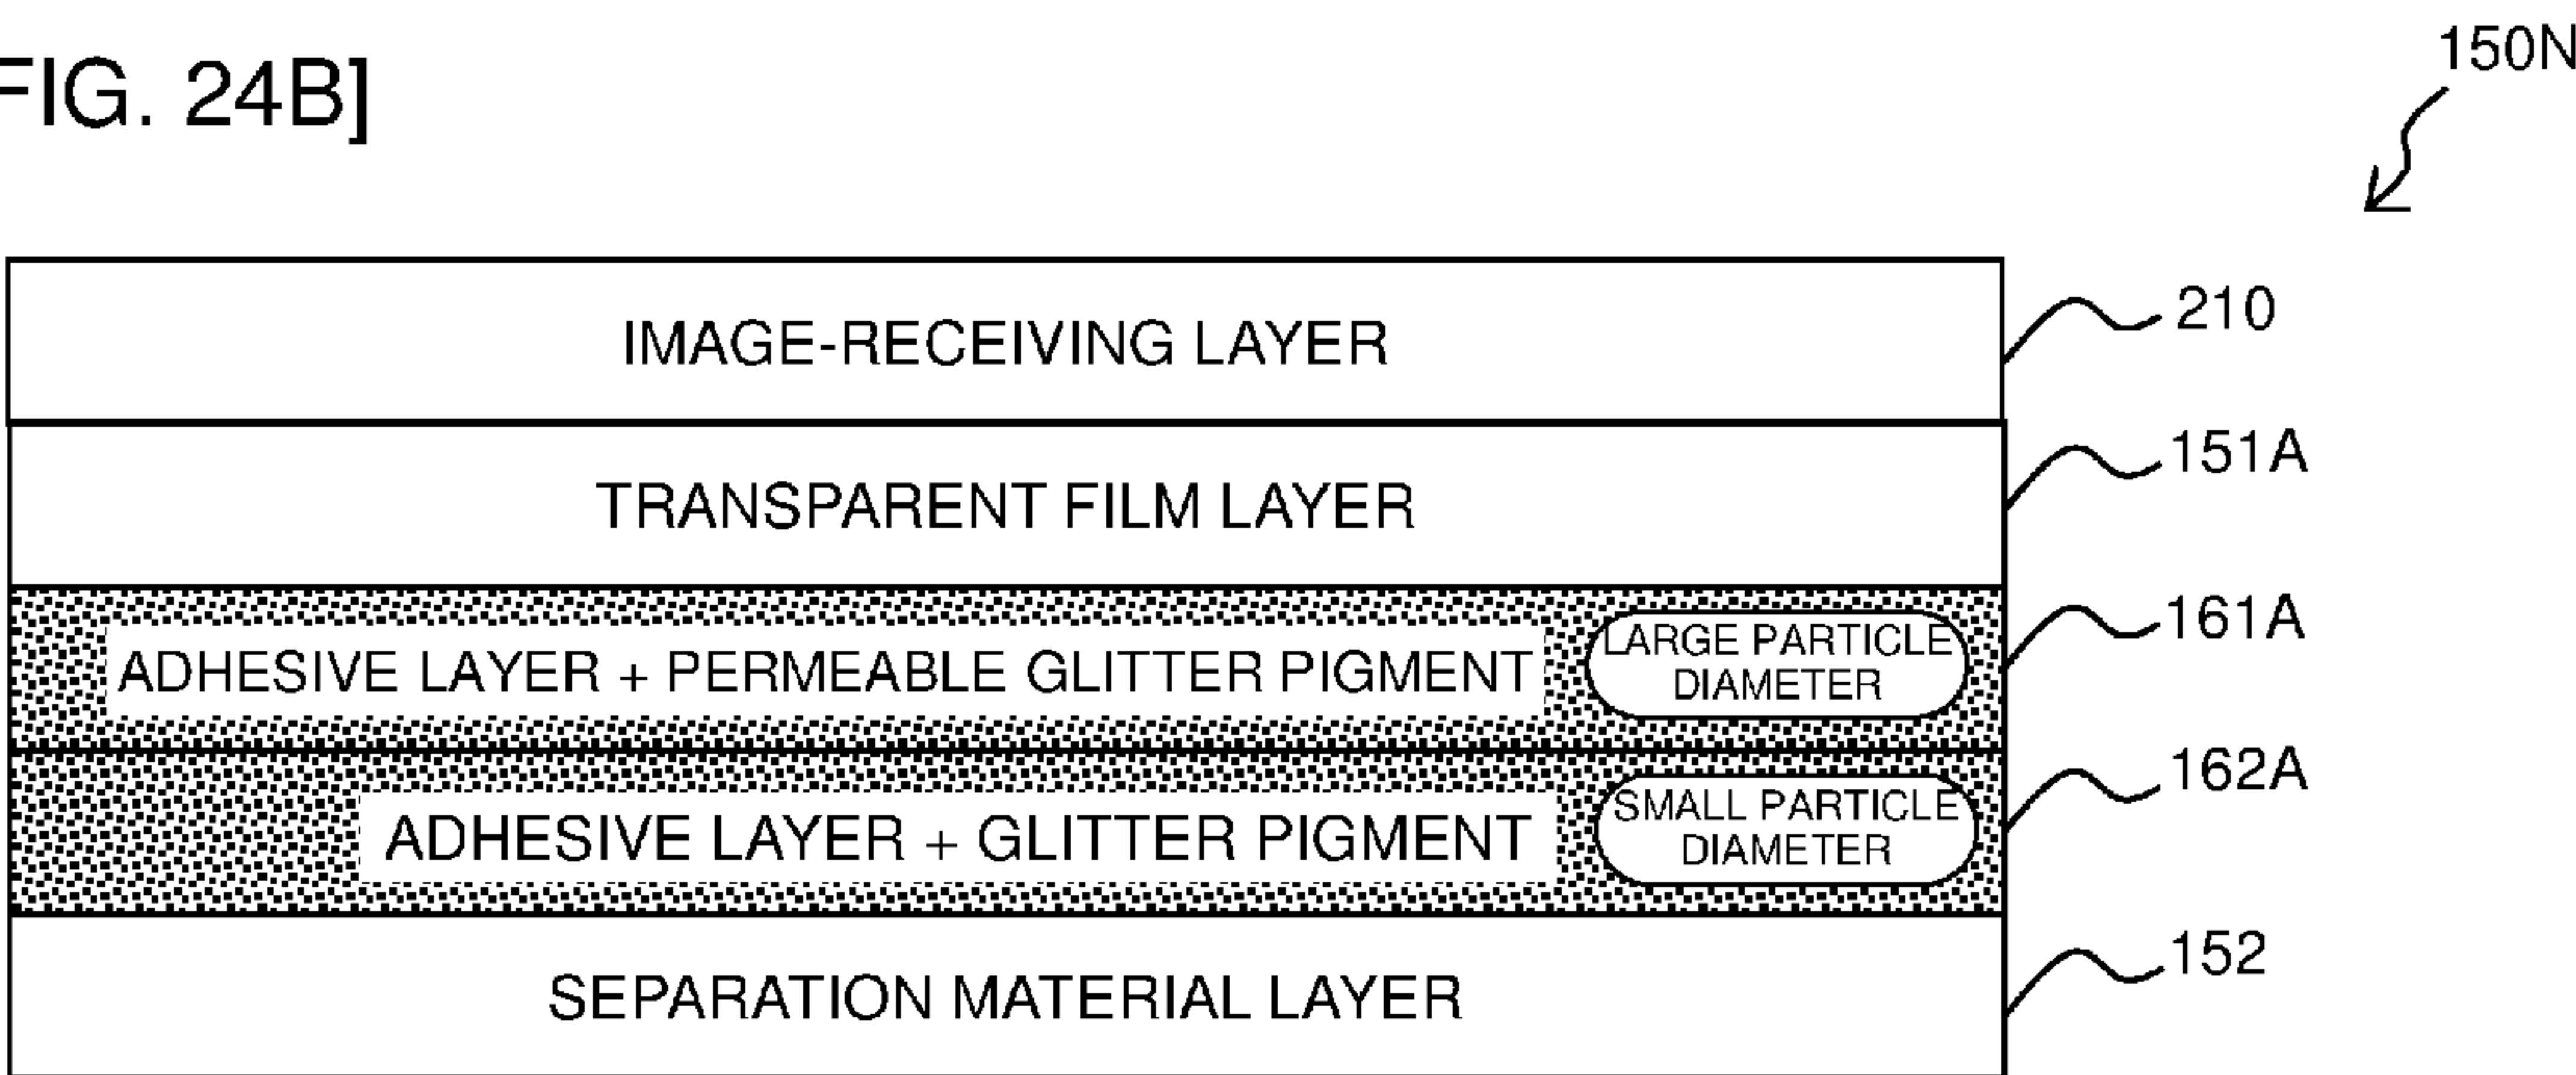 FIG. 24B]
150N
IMAGE-RECEIVING LAYER
210
TRANSPARENT FILM LAYER
151A
ADHESIVE LAYER + PERMEABLE GLITTER PIGMENT
LARGE PARTICLE
DIAMETER
161A
ADHESIVE LAYER + GLITTER PIGMENT
SMALL PARTICLE
DIAMETER
162A
SEPARATION MATERIAL LAYER
152